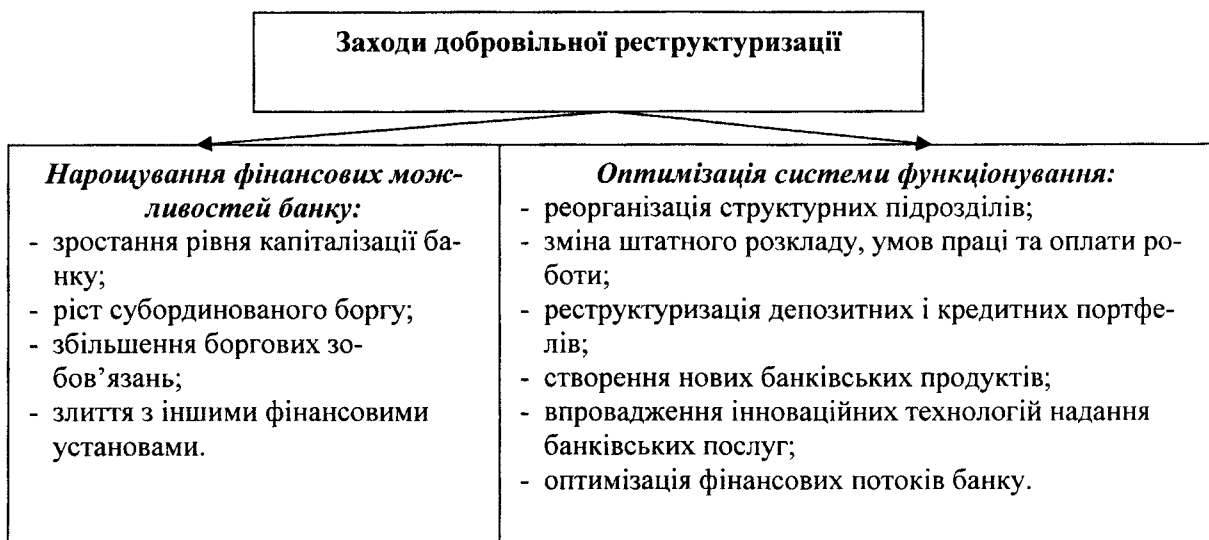 Заходи добровільної реструктуризації
Нарощування фінансових мож-
ливостей банку:
- зростання рівня капіталізації ба-
нку;
- ріст субординованого боргу;
- збільшення боргових зо-
бов’язань;
- злиття з іншими фінансовими
установами.
Оптимізація системи функціонування:
- реорганізація структурних підрозділів;
- зміна штатного розкладу, умов праці та оплати ро-
боти;
- реструктуризація депозитних і кредитних портфе-
лів;
- створення нових банківських продуктів;
- впровадження інноваційних технологій надання
банківських послуг;
- оптимізація фінансових потоків банку.